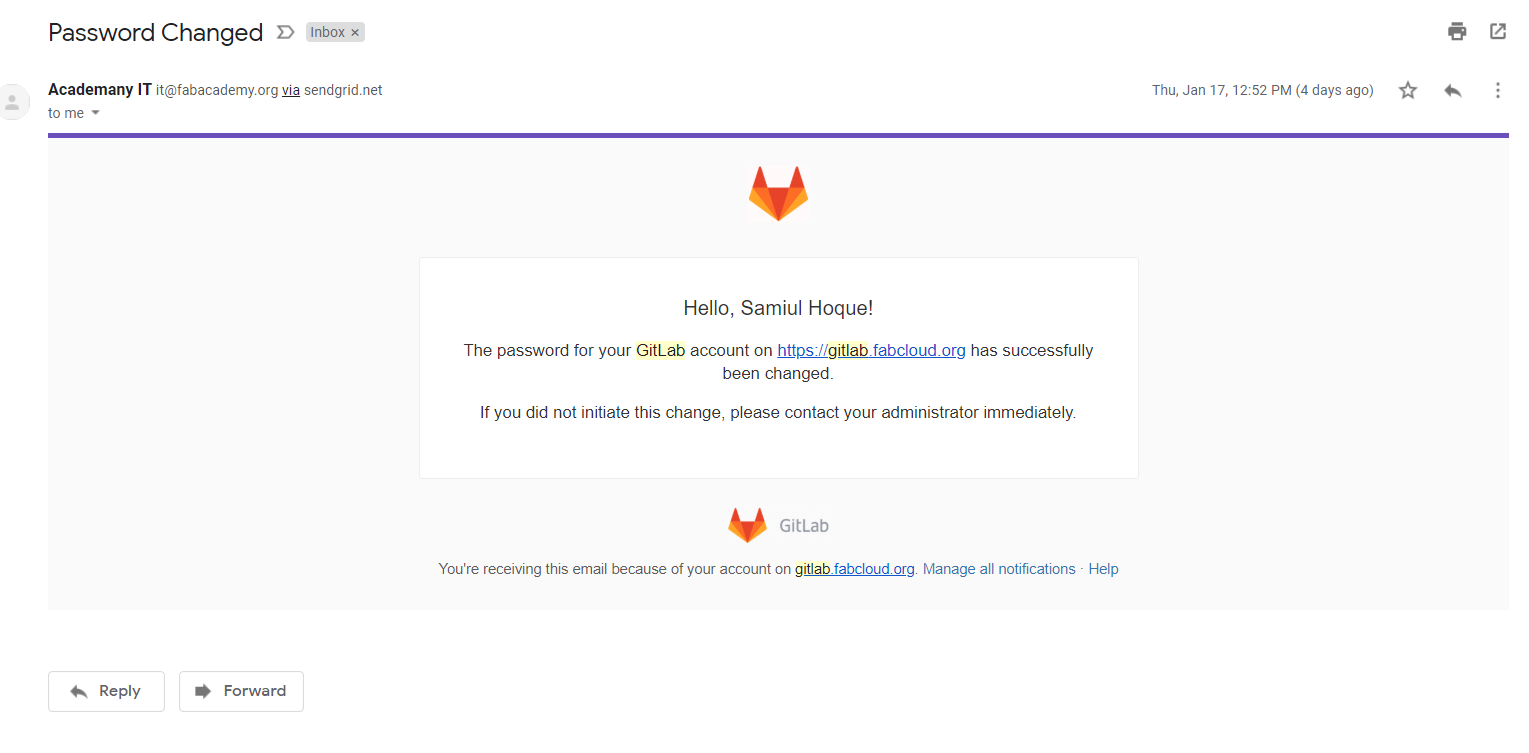 Password Changed Inbox ×
Academany IT it@fabacademy.org via sendgrid.net Thu, Jan 17, 12:52 PM (4 days ago)
to me
Hello, Samiul Hoque!
The password for your GitLab account on https://gitlab.fabcloud.org has successfully
been changed.
If you did not initiate this change, please contact your administrator immediately.
GitLab
You're receiving this email because of your account on gitlab.fabcloud.org. Manage all notifications · Help
Reply Forward